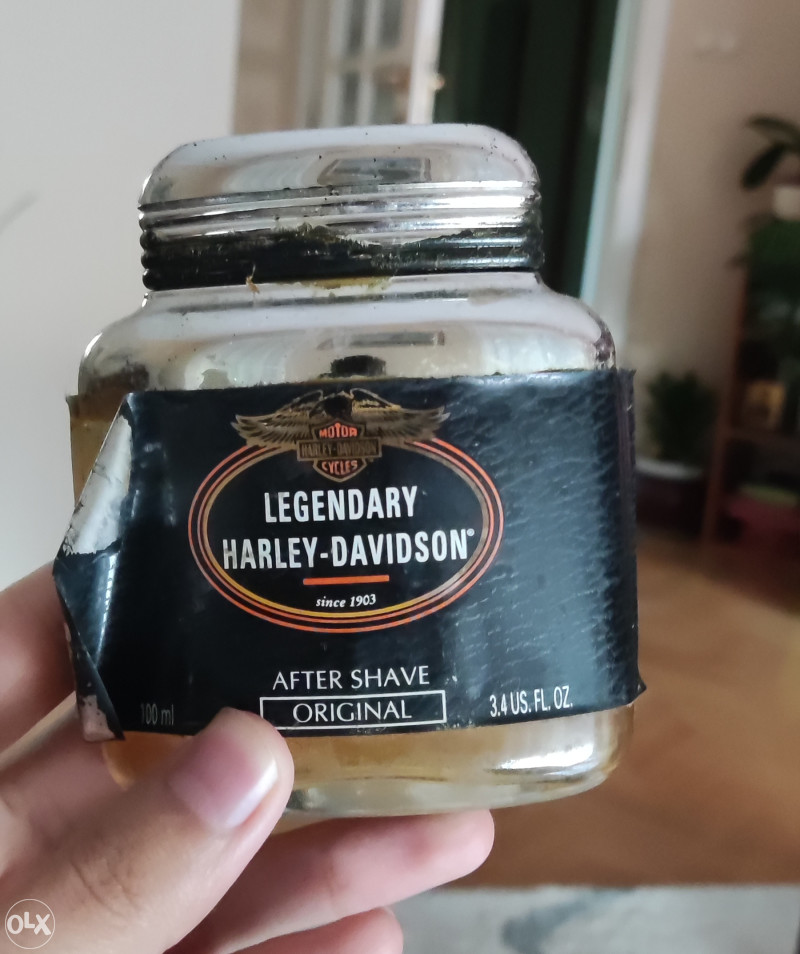 MOTOR
HARLEY-DAVIDSON
CYCLES
LEGENDARY
HARLEY-DAVIDSON®
since 1903
AFTER SHAVE
100 ml
ORIGINAL
3.4 US. FL. OZ.
OLX